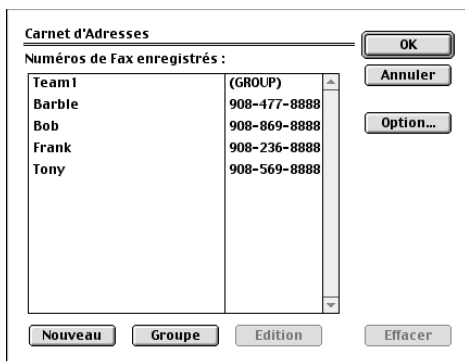 Carnet d'Adresses
OK
Numéros de Fax enregistrés :
Annuler
Team1 (GROUP)
Barble 908-477-8888
Bob 908-869-8888
Option...
Frank 908-236-8888
Tony 908-569-8888
Nouveau Groupe Edition Effacer